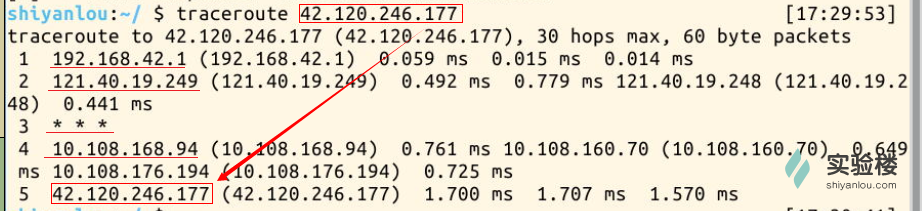 shiyanlou:~/ $ traceroute 42.120.246.177 [17:29:53]
traceroute to 42.120.246.177 (42.120.246.177), 30 hops max, 60 byte packets
1 192.168.42.1 (192.168.42.1) 0.059 ms 0.015 ms 0.014 ms
2 121.40.19.249 (121.40.19.249) 0.492 ms 0.779 ms 121.40.19.248 (121.40.19.2
48) 0.441 ms
3 * * *
4 10.108.168.94 (10.108.168.94) 0.761 ms 10.108.160.70 (10.108.160.70) 0.649
ms 10.108.176.194 (10.108.176.194) 0.725 ms
5 42.120.246.177 (42.120.246.177) 1.700 ms 1.707 ms 1.570 ms
实验楼
shiyanlou.com